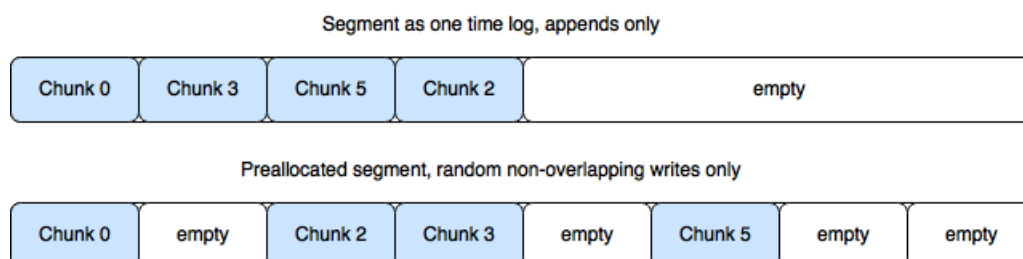 Segment as one time log, appends only
Chunk 0 Chunk 3 Chunk 5 Chunk 2 empty
Preallocated segment, random non-overlapping writes only
Chunk 0 empty Chunk 2 Chunk 3 empty Chunk 5 empty empty